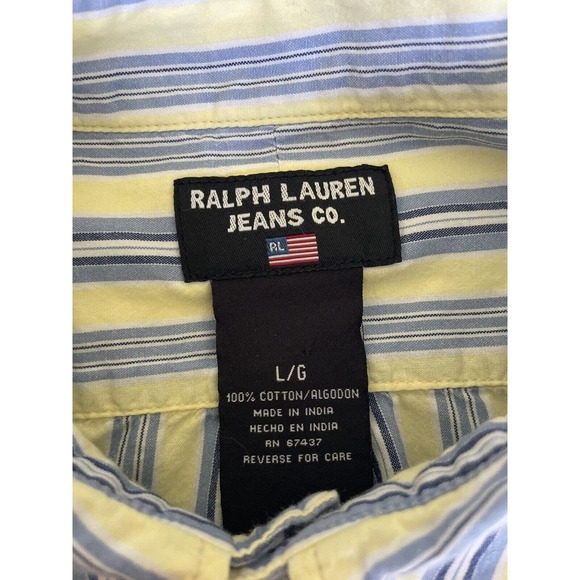 RALPH LAUREN
JEANS CO.
RL
L/G
100% COTTON/ALGODON
MADE IN INDIA
HECHO EN INDIA
RN 67437
REVERSE FOR CARE